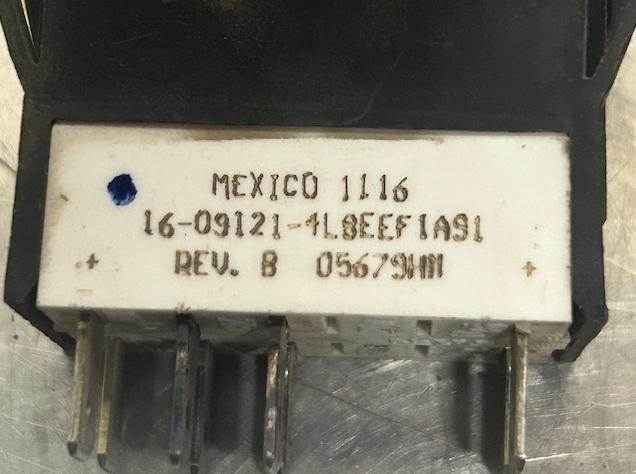 MEXICO 1116
16-09121-4L8EEF1A91
REV. B 05679HM